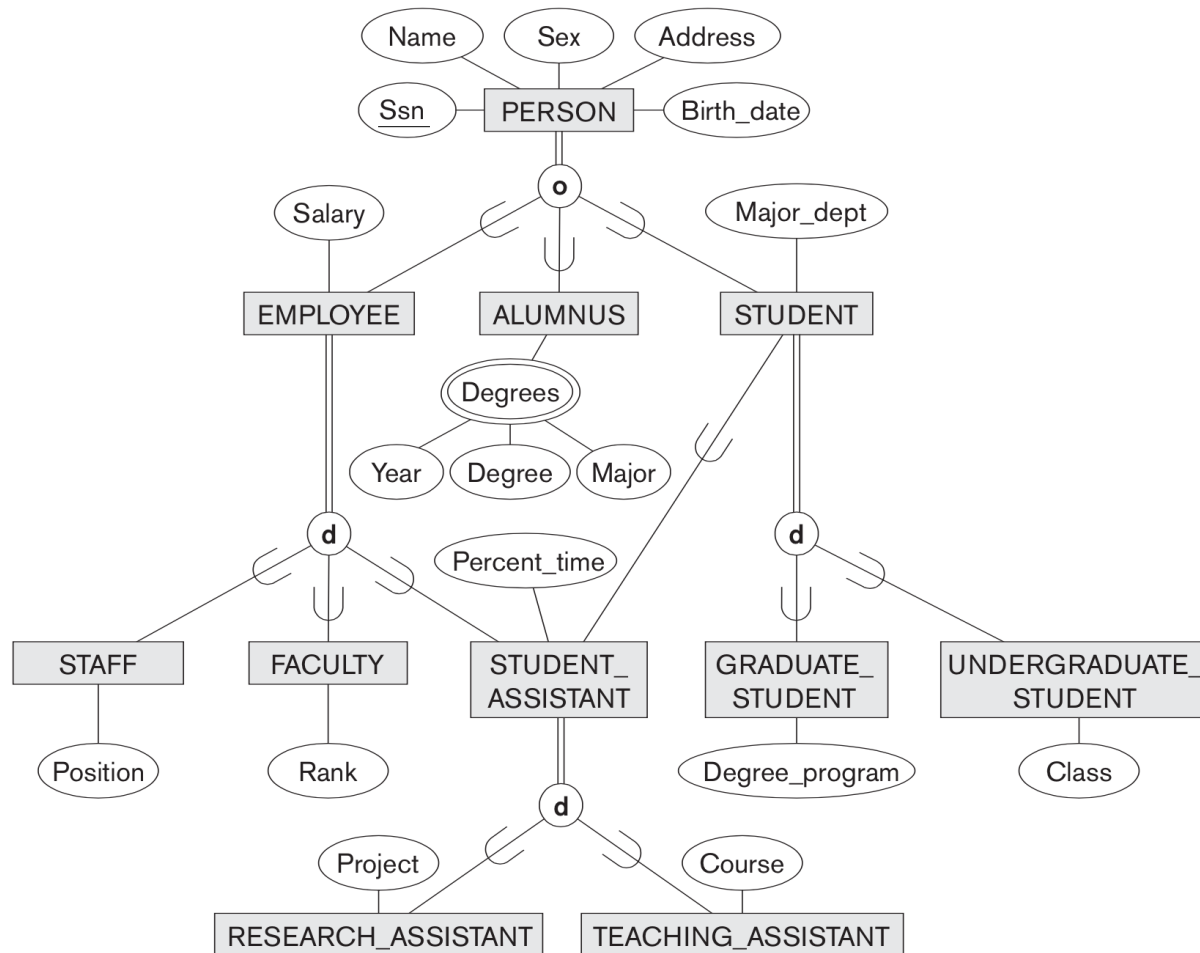 Name
Sex
Address
Ssn
PERSON
Birth_date
o
Salary
Major_dept
EMPLOYEE
ALUMNUS
STUDENT
Degrees
Year
Degree
Major
d
Percent_time
d
STAFF
FACULTY
STUDENT_
ASSISTANT
GRADUATE_
STUDENT
UNDERGRADUATE_
STUDENT
Position
Rank
Degree_program
Class
d
Project
Course
RESEARCH_ASSISTANT
TEACHING_ASSISTANT